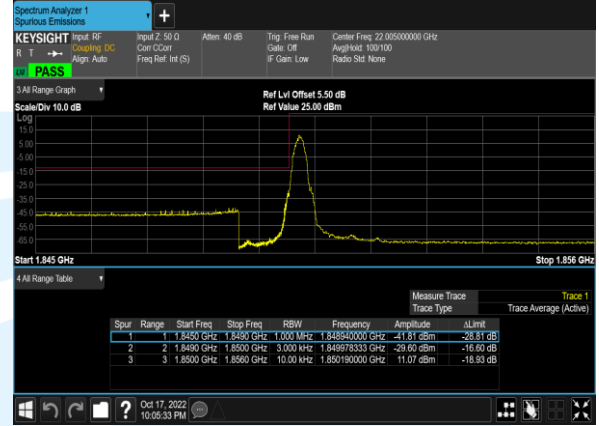 Spectrum Analyzer 1
Spurious Emissions
KEYSIGHT Input: RF Input Z: 50 Ω Atten: 40 dB Trig: Free Run Center Freq: 22.005000000 GHz
R T Coupling: DC Corr CCorr Gate: Off Avg|Hold: 100/100
Align: Auto Freq Ref: Int (S) IF Gain: Low Radio Std: None
PASS
3 All Range Graph
Ref Lvl Offset 5.50 dB
Scale/Div 10.0 dB Ref Value 25.00 dBm
Log
15.0
5.00
-5.00
-15.0
-25.0
-35.0
-45.0
-55.0
-65.0
Start 1.845 GHz Stop 1.856 GHz
4 All Range Table
Measure Trace Trace 1
Trace Type Trace Average (Active)
Spur Range Start Freq Stop Freq RBW Frequency Amplitude ΔLimit
1 1 1.8450 GHz 1.8490 GHz 1.000 MHz 1.848940000 GHz -41.81 dBm -28.81 dB
2 2 1.8490 GHz 1.8500 GHz 3.000 kHz 1.849978333 GHz -29.60 dBm -16.60 dB
3 3 1.8500 GHz 1.8560 GHz 10.00 kHz 1.850190000 GHz 11.07 dBm -18.93 dB
? Oct 17, 2022
10:05:33 PM